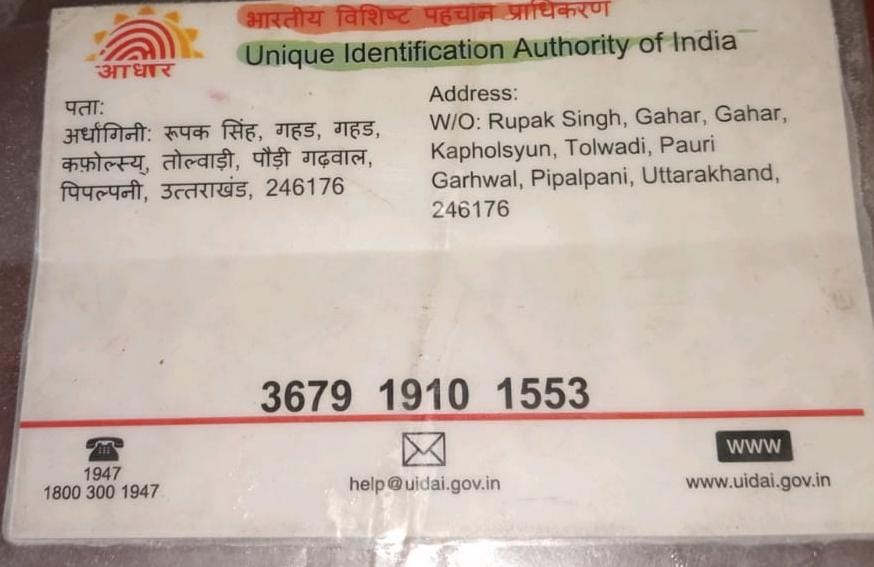 भारतीय विशिष्ट पहचान प्राधिकरण
Unique Identification Authority of India
आधार
पता:
अर्धांगिनी: रूपक सिंह, गहड, गहड,
कफ़ोल्स्यू, तोल्वाड़ी, पौड़ी गढ़वाल,
पिपल्पनी, उत्तराखंड, 246176
Address:
W/O: Rupak Singh, Gahar, Gahar,
Kapholsyun, Tolwadi, Pauri
Garhwal, Pipalpani, Uttarakhand,
246176
3679 1910 1553
1947
1800 300 1947
help@uidai.gov.in
WWW
www.uidai.gov.in